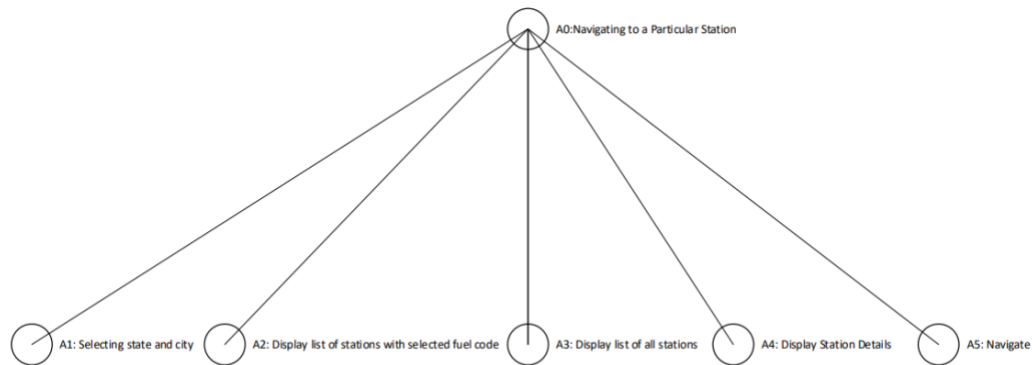 A0:Navigating to a Particular Station
A1: Selecting state and city
A2: Display list of stations with selected fuel code
A3: Display list of all stations
A4: Display Station Details
A5: Navigate